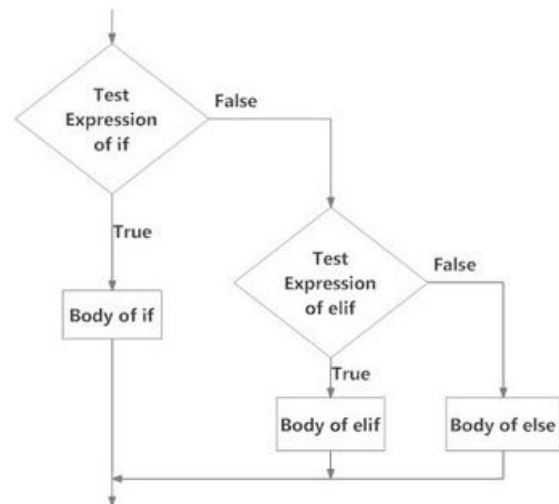 Test
Expression
of if
False
True
Test
Expression
of elif
False
Body of if
True
Body of elif
Body of else